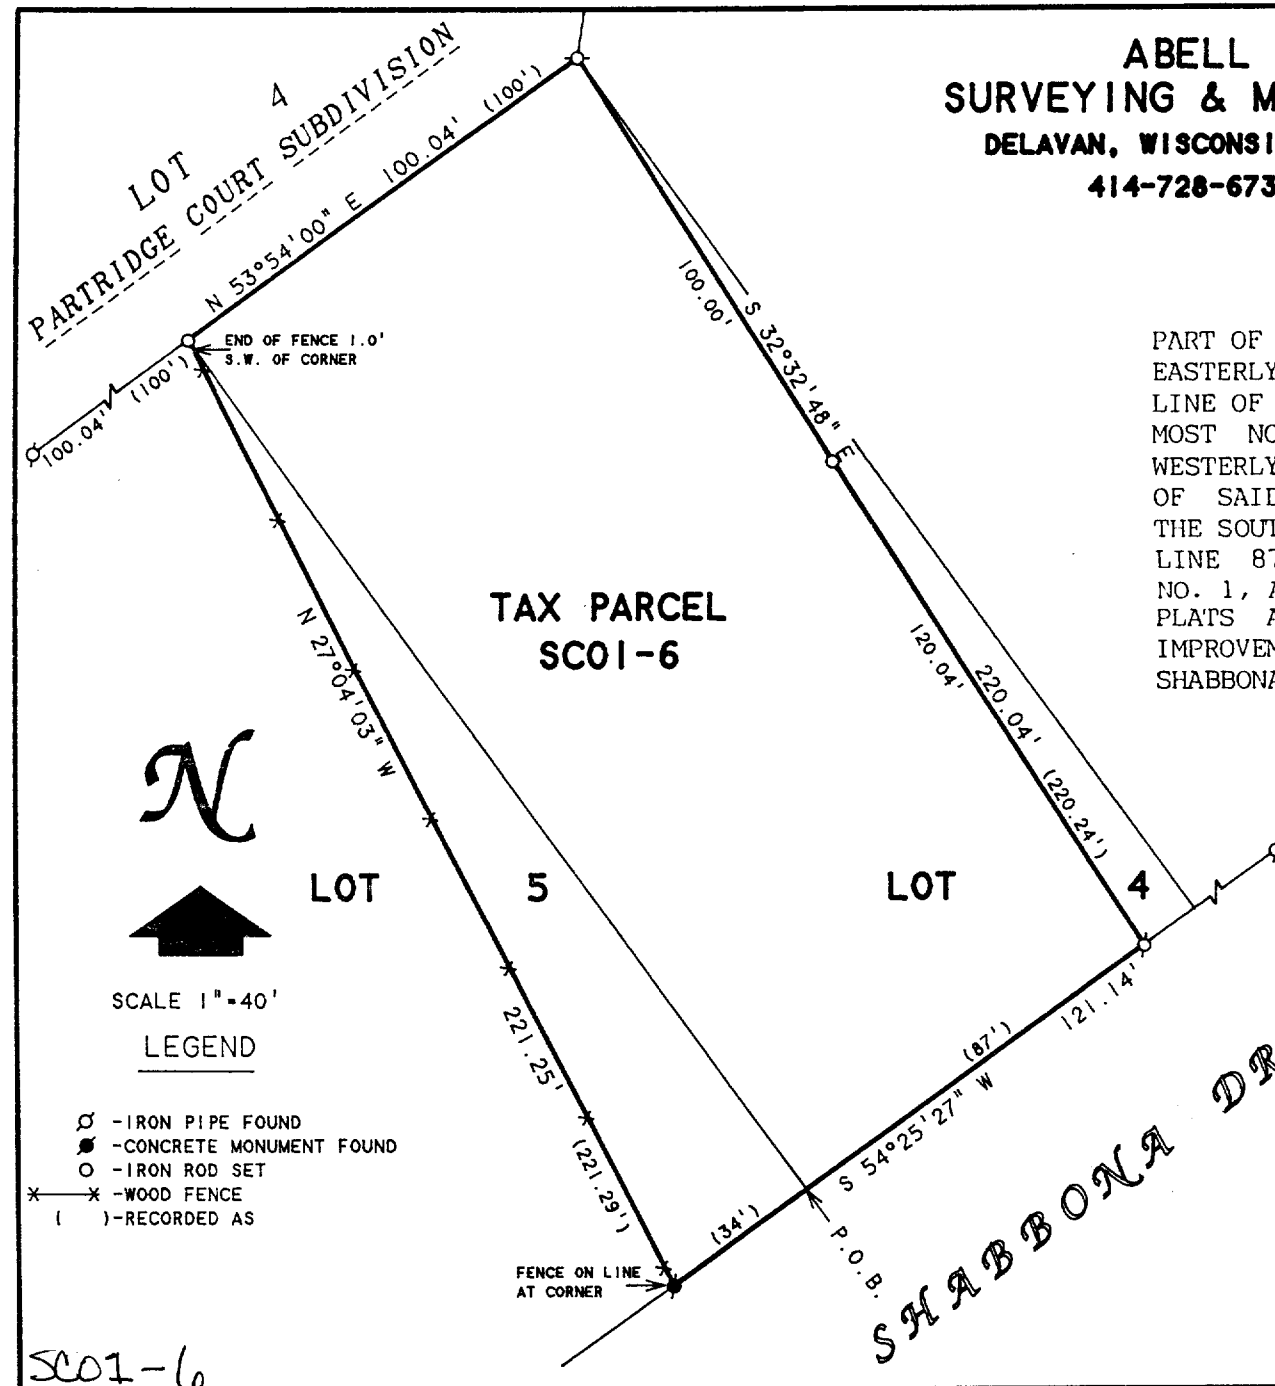 ABELL
SURVEYING & M
DELAVAN, WISCONSI
414-728-673
LOT 4
PARTRIDGE COURT SUBDIVISION
N 53°54'00" E 100.04' (100')
END OF FENCE 1.0'
S.W. OF CORNER
100.04' (100')
100.00'
S 32°32'48" E
PART OF
EASTERLY
LINE OF
MOST NO
WESTERLY
OF SAID
THE SOUT
LINE 87
NO. 1, A
PLATS A
IMPROVEM
SHABBONA
TAX PARCEL
SC01-6
N 27°04'03" W
120.04'
220.04' (220.24')
N
LOT 5
LOT 4
SCALE 1"=40'
LEGEND
-IRON PIPE FOUND
-CONCRETE MONUMENT FOUND
-IRON ROD SET
-WOOD FENCE
( )-RECORDED AS
221.25'
(221.29')
121.14'
(87')
S 54°25'27" W
(34')
P.O.B.
FENCE ON LINE
AT CORNER
SHABBONA DR
SC01-6